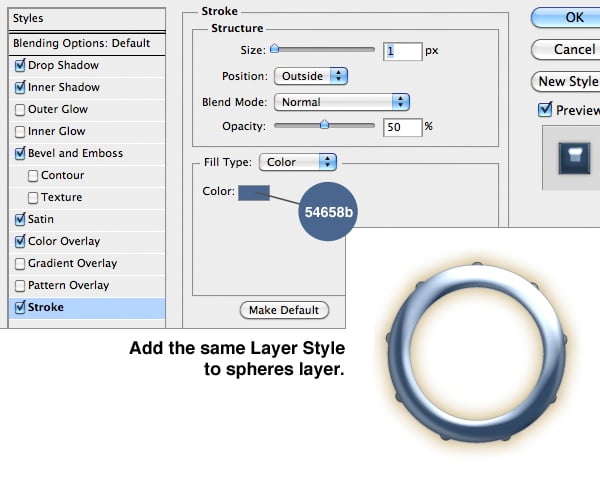 Styles
Blending Options: Default
Drop Shadow
Inner Shadow
Outer Glow
Inner Glow
Bevel and Emboss
Contour
Texture
Satin
Color Overlay
Gradient Overlay
Pattern Overlay
Stroke
Stroke
Structure
Size: 1 px
Position: Outside
Blend Mode: Normal
Opacity: 50 %
Fill Type: Color
Color:
54658b
Make Default
OK
Cancel
New Style
Preview
Add the same Layer Style
to spheres layer.